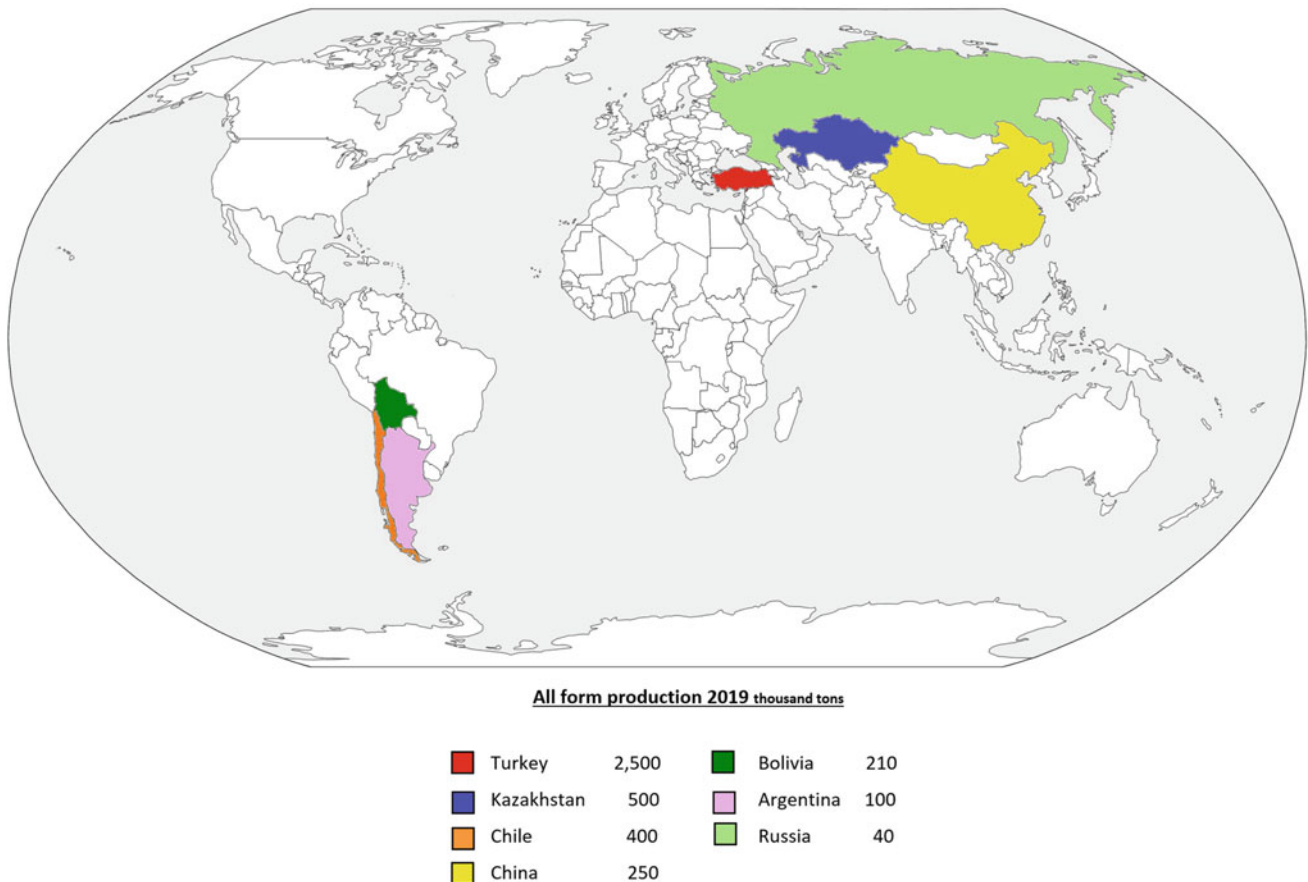 All form production 2019 thousand tons
Turkey 2,500
Kazakhstan 500
Chile 400
China 250
Bolivia 210
Argentina 100
Russia 40